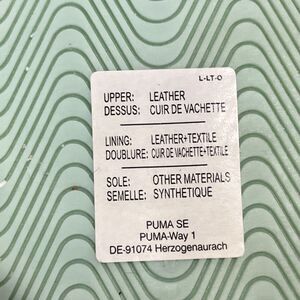 L-LT-O
UPPER: LEATHER
DESSUS: CUIR DE VACHETTE
LINING: LEATHER+TEXTILE
DOUBLURE: CUIR DE VACHETTE+TEXTILE
SOLE: OTHER MATERIALS
SEMELLE: SYNTHETIQUE
PUMA SE
PUMA-Way 1
DE-91074 Herzogenaurach